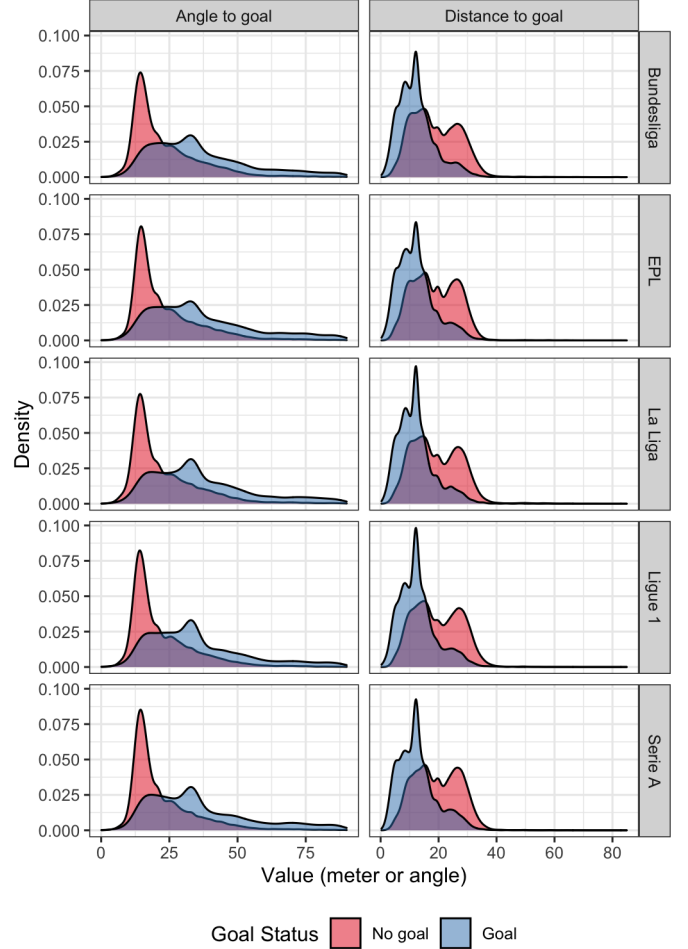 Angle to goal
Distance to goal
0.100
0.075
0.050
0.025
0.000
Bundesliga
0.100
0.075
0.050
0.025
0.000
EPL
0.100
0.075
0.050
0.025
0.000
La Liga
0.100
0.075
0.050
0.025
0.000
Ligue 1
0.100
0.075
0.050
0.025
0.000
Serie A
Density
0 25 50 75
0 20 40 60 80
Value (meter or angle)
Goal Status No goal Goal